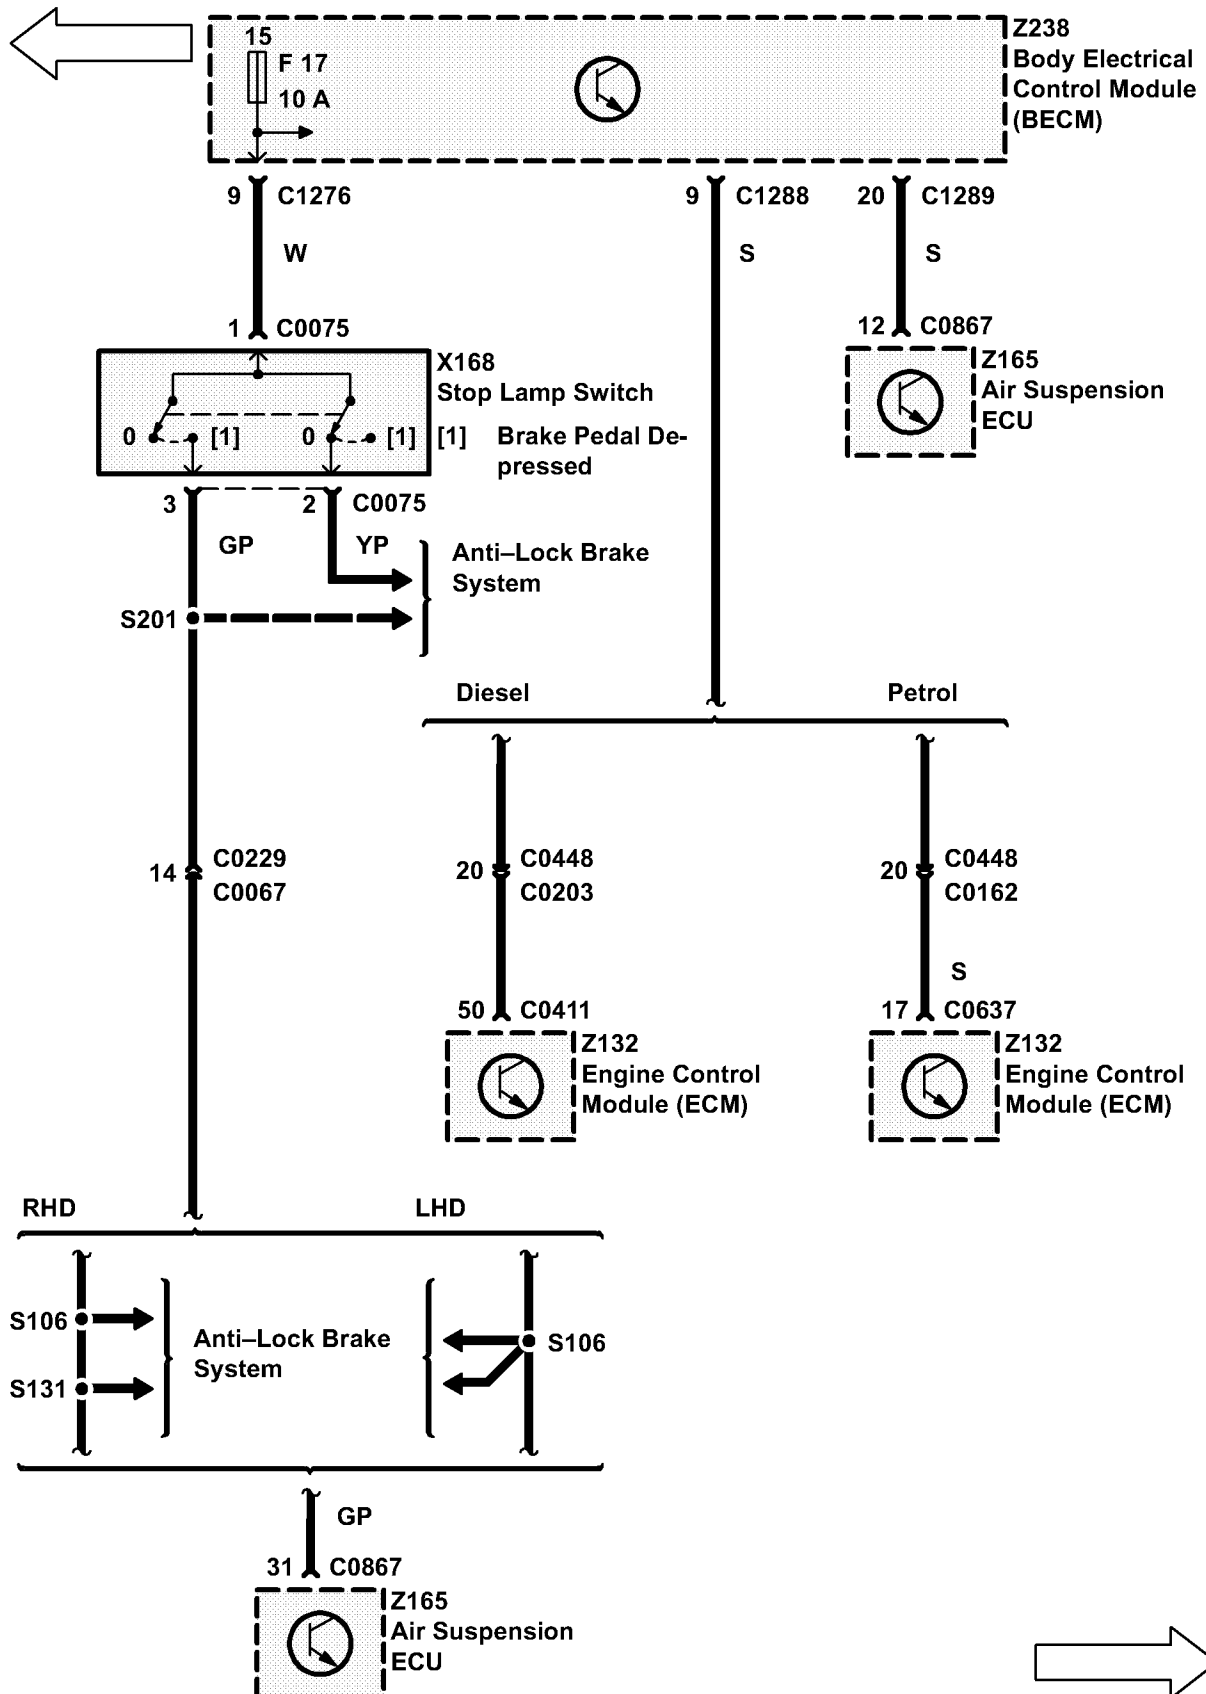 15
F 17
10 A
Z238
Body Electrical
Control Module
(BECM)
9 C1276
9 C1288
20 C1289
W
S
S
1 C0075
12 C0867
X168
Stop Lamp Switch
Z165
Air Suspension
ECU
0 [1] 0 [1] [1] Brake Pedal De-
pressed
3 2 C0075
GP YP
Anti–Lock Brake
System
S201
Diesel Petrol
14 C0229
C0067
20 C0448
C0203
20 C0448
C0162
S
50 C0411
17 C0637
Z132
Engine Control
Module (ECM)
Z132
Engine Control
Module (ECM)
RHD LHD
S106
S131
Anti–Lock Brake
System
S106
GP
31 C0867
Z165
Air Suspension
ECU